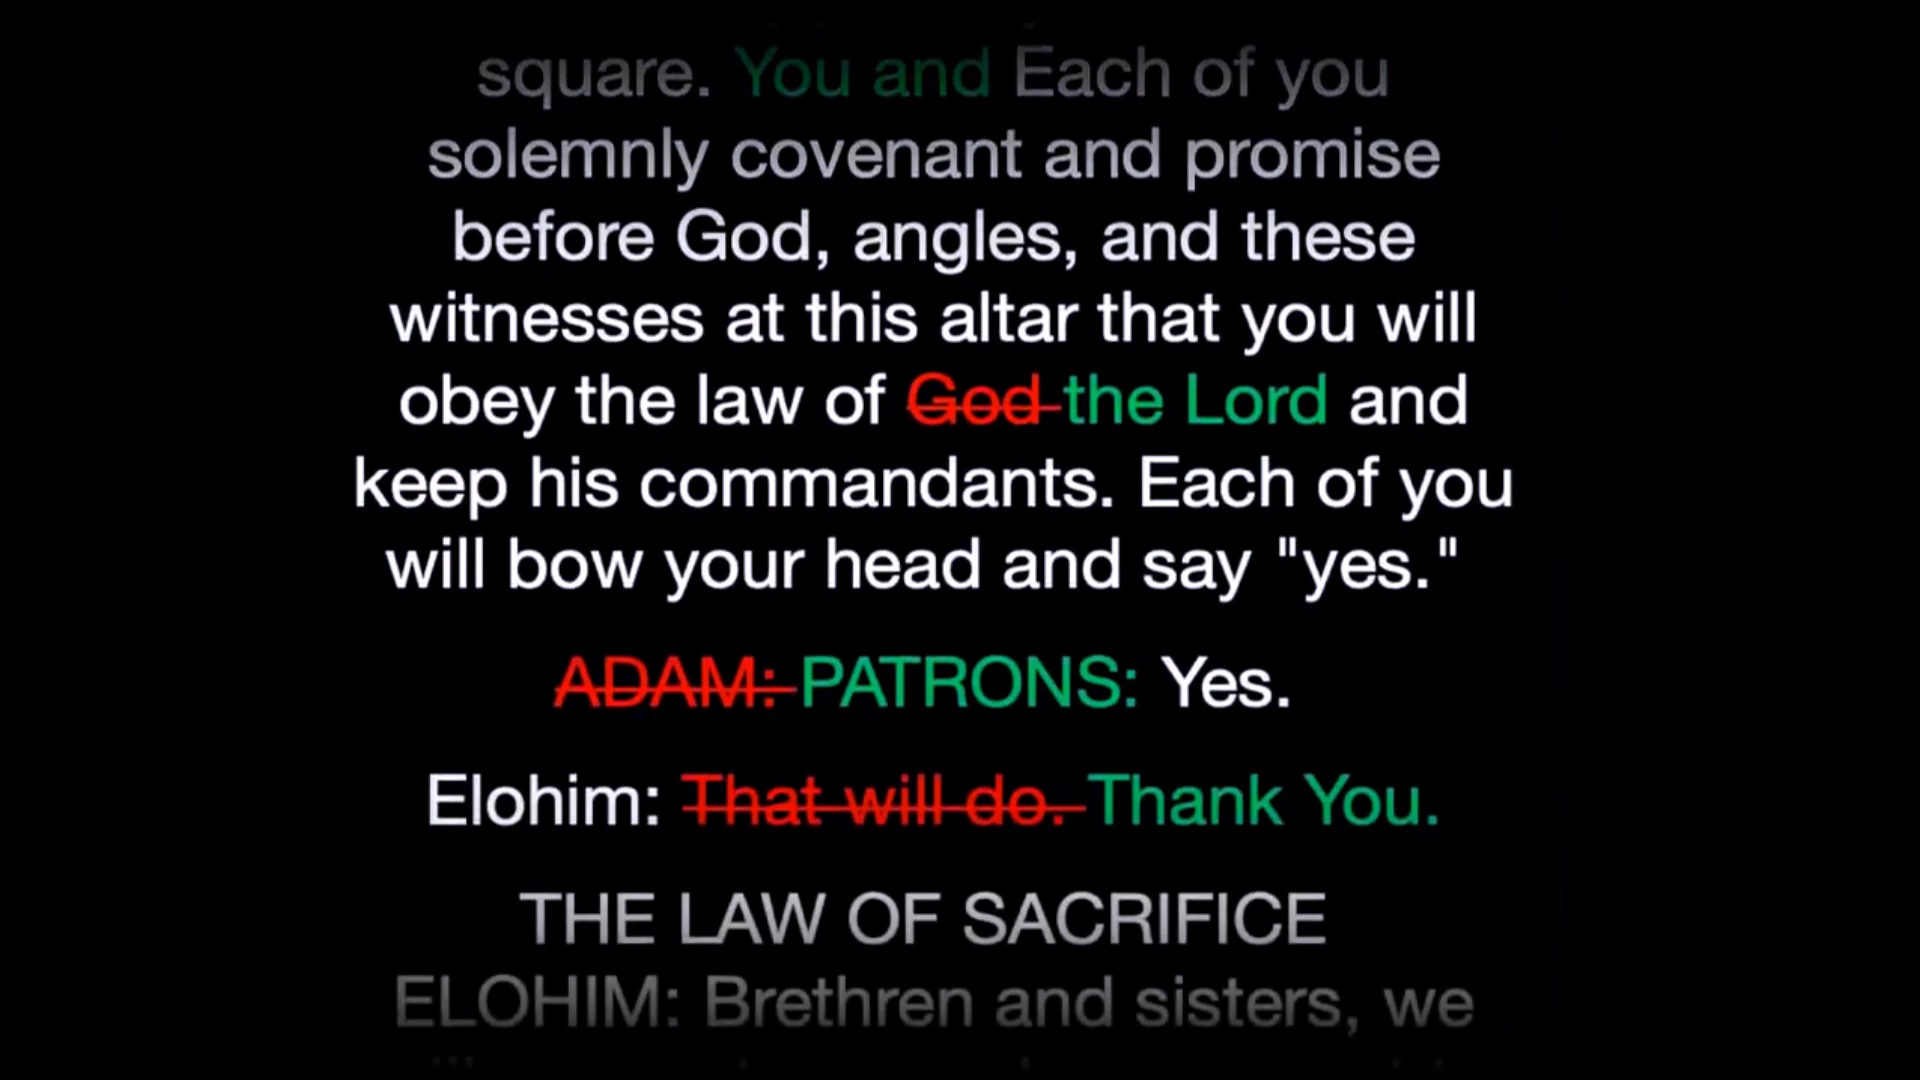 square. You and Each of you
solemnly covenant and promise
before God, angles, and these
witnesses at this altar that you will
obey the law of God the Lord and
keep his commandants. Each of you
will bow your head and say "yes."
ADAM: PATRONS: Yes.
Elohim: That will do. Thank You.
THE LAW OF SACRIFICE
ELOHIM: Brethren and sisters, we